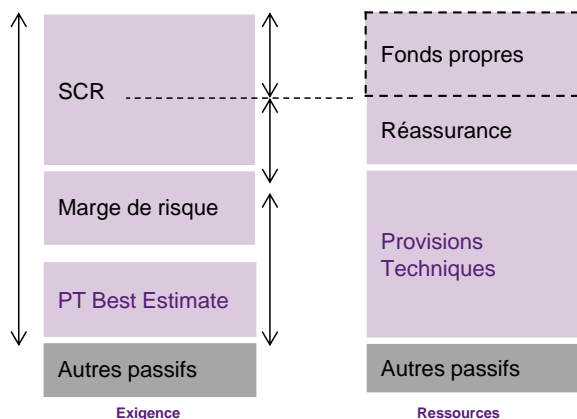 SCR
Marge de risque
PT Best Estimate
Autres passifs
Exigence
Fonds propres
Réassurance
Provisions
Techniques
Autres passifs
Ressources